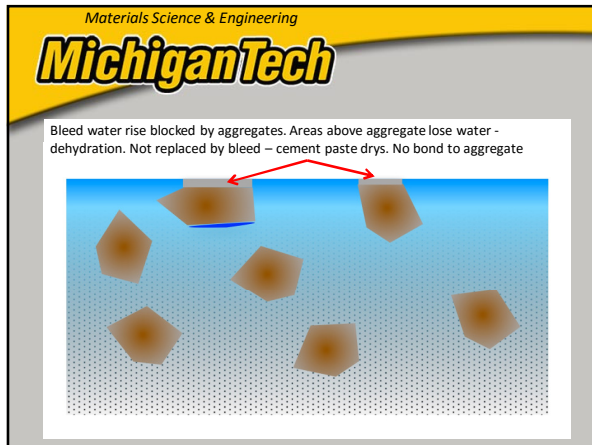 Materials Science & Engineering
MichiganTech
Bleed water rise blocked by aggregates. Areas above aggregate lose water -
dehydration. Not replaced by bleed – cement paste drys. No bond to aggregate